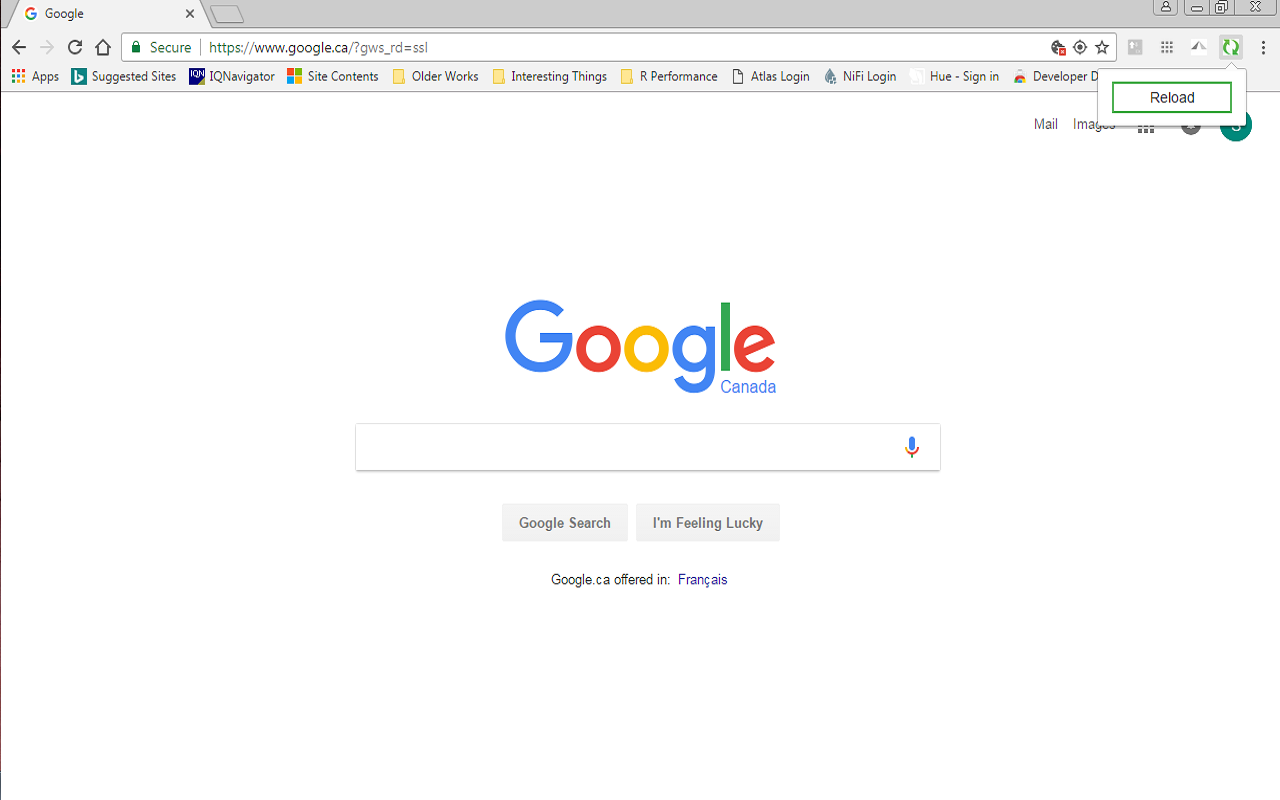 Google
Secure https://www.google.ca/?gws_rd=ssl
Apps Suggested Sites IQN IQNavigator Site Contents Older Works Interesting Things R Performance Atlas Login NiFi Login Hue - Sign in Developer D
Reload
Mail Images
Google
Canada
Google Search I'm Feeling Lucky
Google.ca offered in: Français